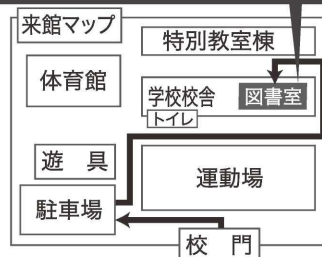 来館マップ
特別教室棟
体育館
学校校舎
図書室
トイレ
遊　具
運動場
駐車場
校　門